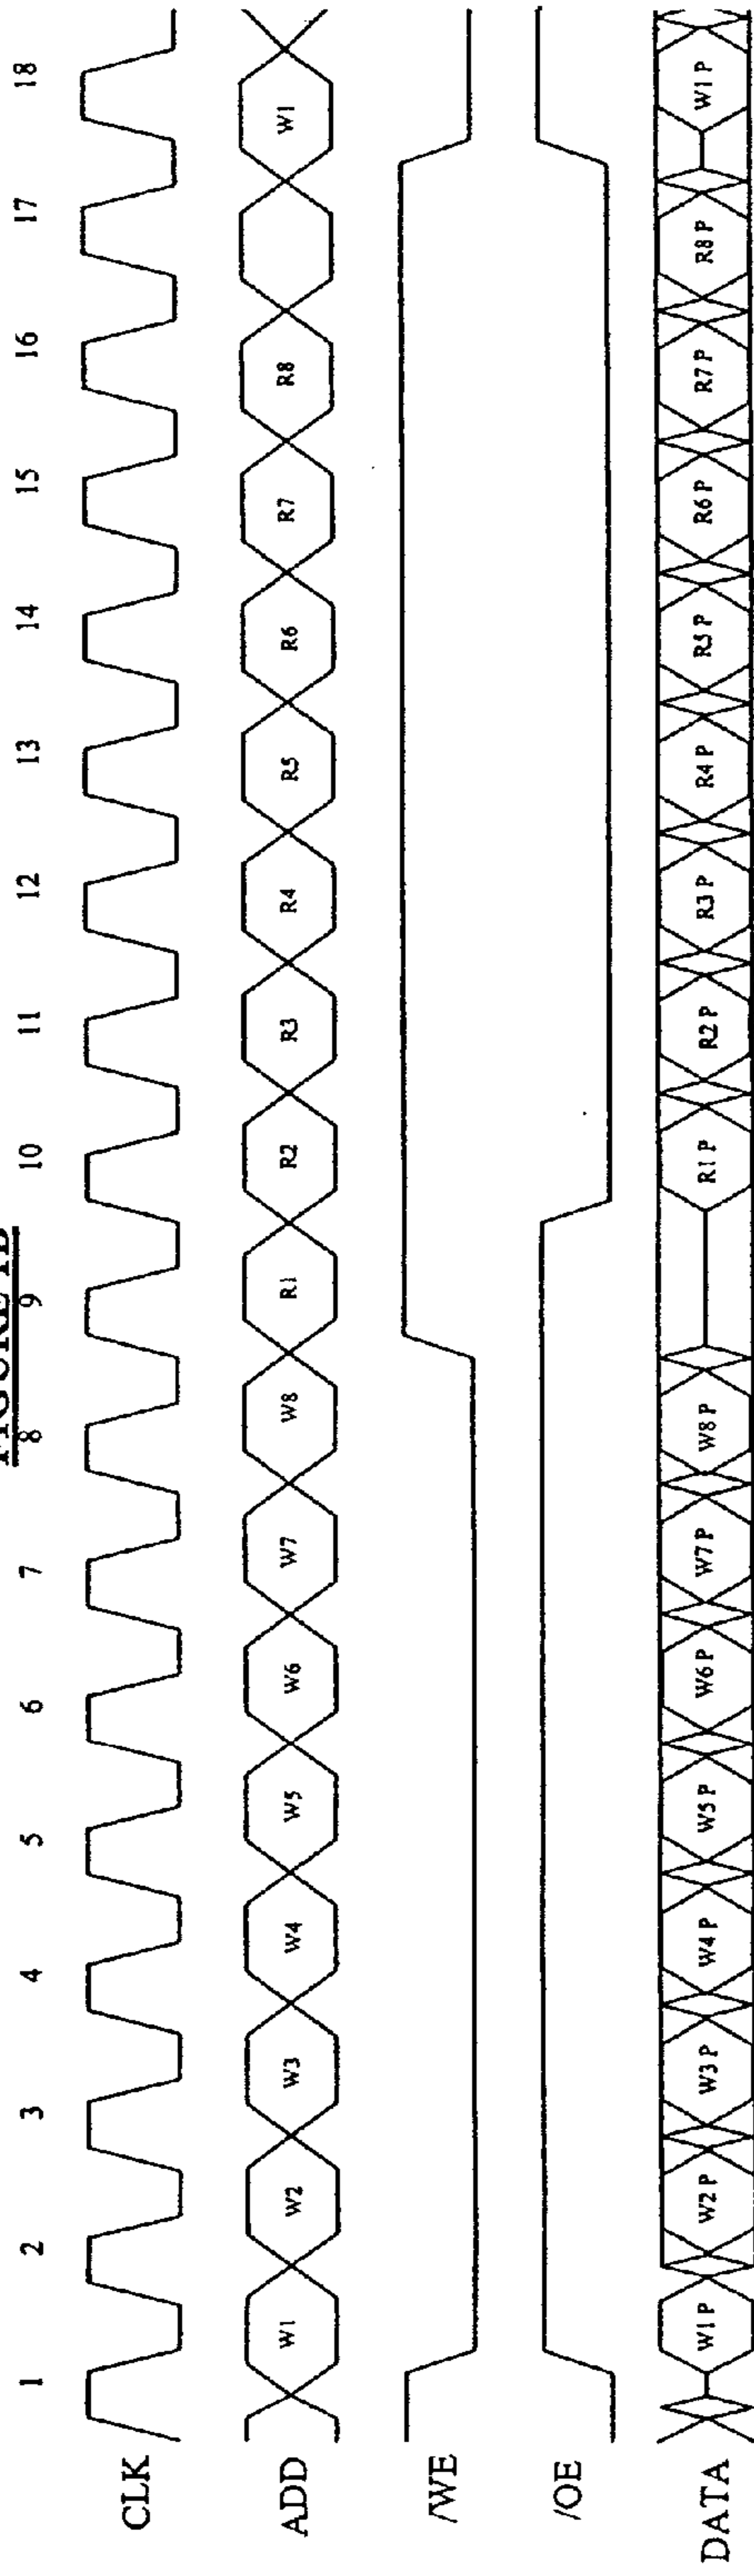 FIGURE
1 2 3 4 5 6 7 8 9 10 11 12 13 14 15 16 17 18
CLK
ADD W1 W2 W3 W4 W5 W6 W7 W8 R1 R2 R3 R4 R5 R6 R7 R8 W1
/WE
/OE
DATA W1 P W2 P W3 P W4 P W5 P W6 P W7 P W8 P R1 P R2 P R3 P R4 P R5 P R6 P R7 P R8 P W1 P